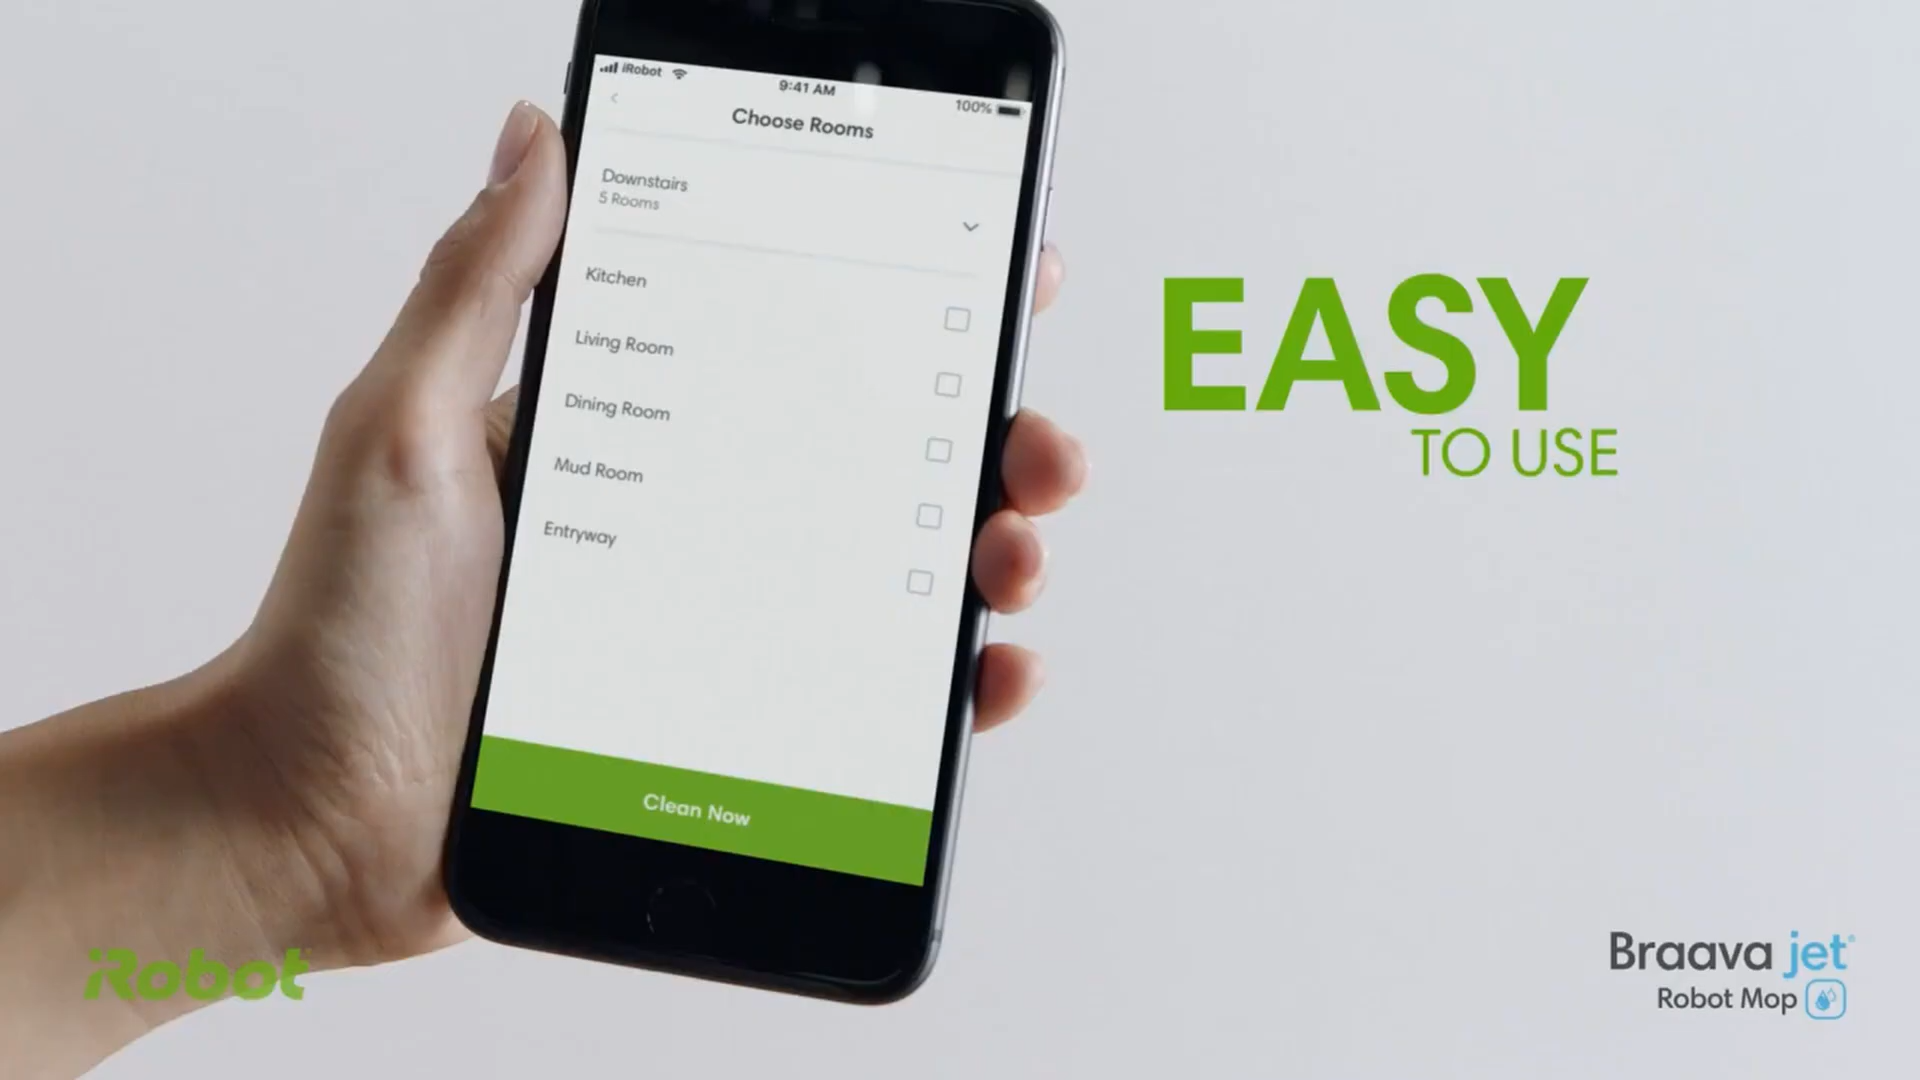 iRobot
9:41 AM
100%
Choose Rooms
Downstairs
5 Rooms
Kitchen
Living Room
Dining Room
Mud Room
Entryway
Clean Now
EASY
TO USE
iRobot
Braava jet®
Robot Mop